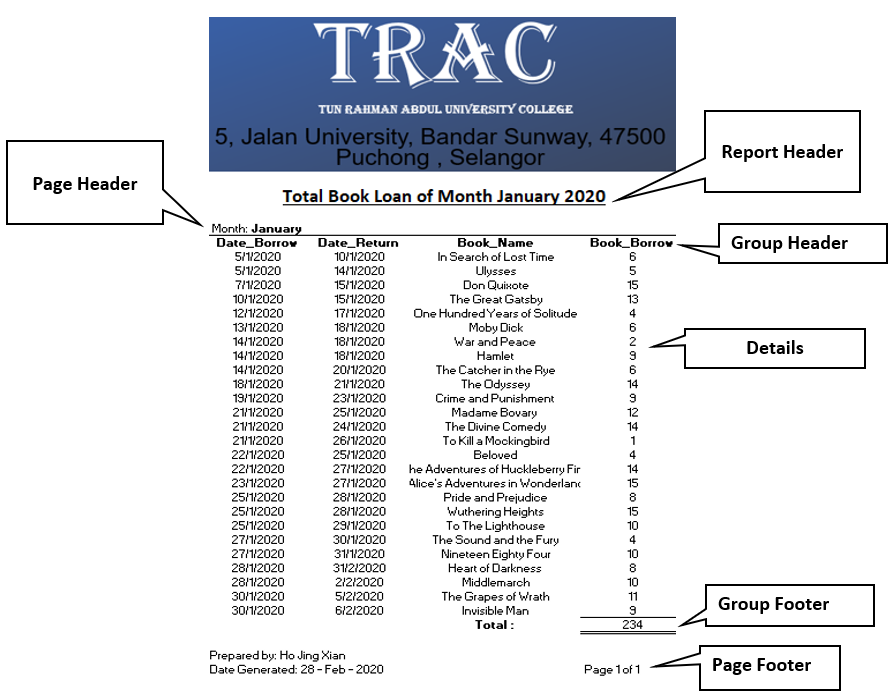 TRAC
TUN RAHMAN ABDUL UNIVERSITY COLLEGE
5, Jalan University, Bandar Sunway, 47500
Puchong , Selangor
Report Header
Page Header
Total Book Loan of Month January 2020
Month: January
Date_Borrow Date_Return Book_Name Book_Borrow
Group Header
5/1/2020 10/1/2020 In Search of Lost Time 6
5/1/2020 14/1/2020 Ulysses 5
7/1/2020 15/1/2020 Don Quixote 15
10/1/2020 15/1/2020 The Great Gatsby 13
12/1/2020 17/1/2020 One Hundred Years of Solitude 4
13/1/2020 18/1/2020 Moby Dick 6
14/1/2020 18/1/2020 War and Peace 2
Details
14/1/2020 18/1/2020 Hamlet 9
14/1/2020 20/1/2020 The Catcher in the Rye 6
18/1/2020 21/1/2020 The Odyssey 14
19/1/2020 23/1/2020 Crime and Punishment 9
21/1/2020 25/1/2020 Madame Bovary 12
21/1/2020 24/1/2020 The Divine Comedy 14
21/1/2020 26/1/2020 To Kill a Mockingbird 1
22/1/2020 25/1/2020 Beloved 4
22/1/2020 27/1/2020 he Adventures of Huckleberry Fir 14
23/1/2020 27/1/2020 Alice's Adventures in Wonderland 15
25/1/2020 28/1/2020 Pride and Prejudice 8
25/1/2020 28/1/2020 Wuthering Heights 15
25/1/2020 29/1/2020 To The Lighthouse 10
27/1/2020 30/1/2020 The Sound and the Fury 4
27/1/2020 31/1/2020 Nineteen Eighty Four 10
28/1/2020 31/2/2020 Heart of Darkness 8
28/1/2020 2/2/2020 Middlemarch 10
30/1/2020 5/2/2020 The Grapes of Wrath 11
30/1/2020 6/2/2020 Invisible Man 9
Group Footer
Total : 234
Prepared by: Ho Jing Xian
Date Generated: 28 - Feb - 2020 Page 1 of 1
Page Footer